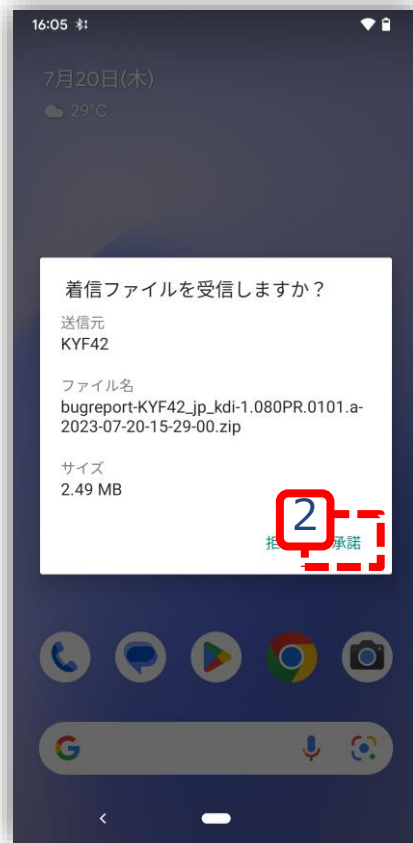 16:05
7月20日(木)
29°C
着信ファイルを受信しますか？
送信元
KYF42
ファイル名
bugreport-KYF42_jp_kdi-1.080PR.0101.a-
2023-07-20-15-29-00.zip
サイズ
2.49 MB
2
承諾
G